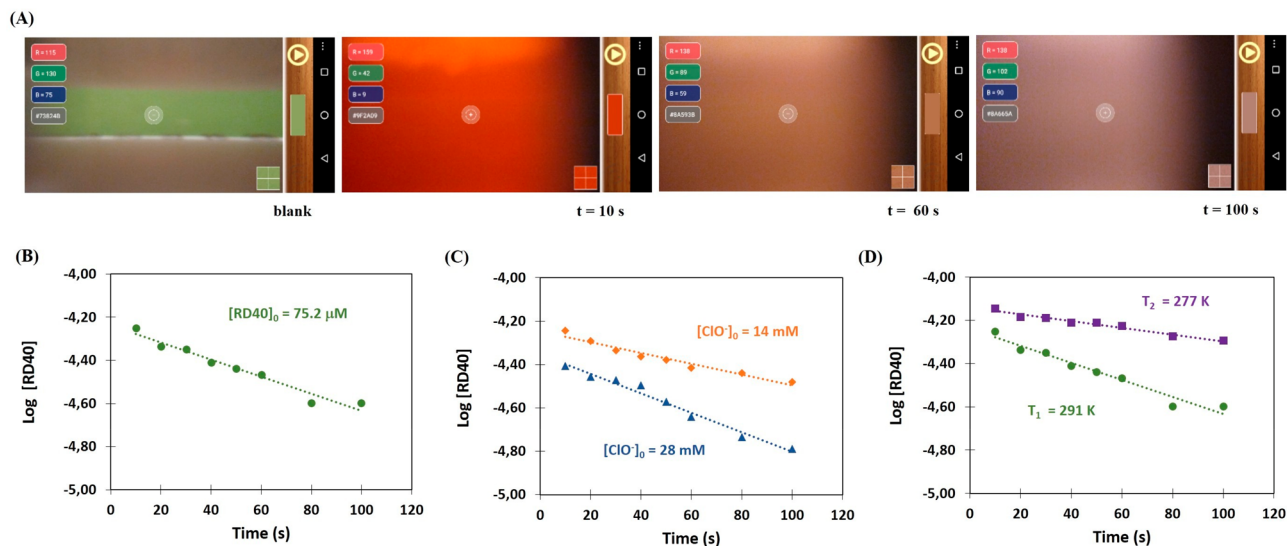 (A)
R = 115
G = 130
B = 75
#73824B
blank
R = 159
G = 42
B = 9
#9F2A09
t = 10 s
R = 138
G = 89
B = 59
#8A593B
t = 60 s
R = 138
G = 102
B = 90
#8A665A
t = 100 s
(B)
-4,00
-4,20
-4,40
-4,60
-4,80
-5,00
Log [RD40]
[RD40]₀ = 75.2 µM
0 20 40 60 80 100 120
Time (s)
(C)
-4,00
-4,20
-4,40
-4,60
-4,80
-5,00
Log [RD40]
[ClO⁻]₀ = 14 mM
[ClO⁻]₀ = 28 mM
0 20 40 60 80 100 120
Time (s)
(D)
-4,00
-4,20
-4,40
-4,60
-4,80
-5,00
Log [RD40]
T₂ = 277 K
T₁ = 291 K
0 20 40 60 80 100 120
Time (s)